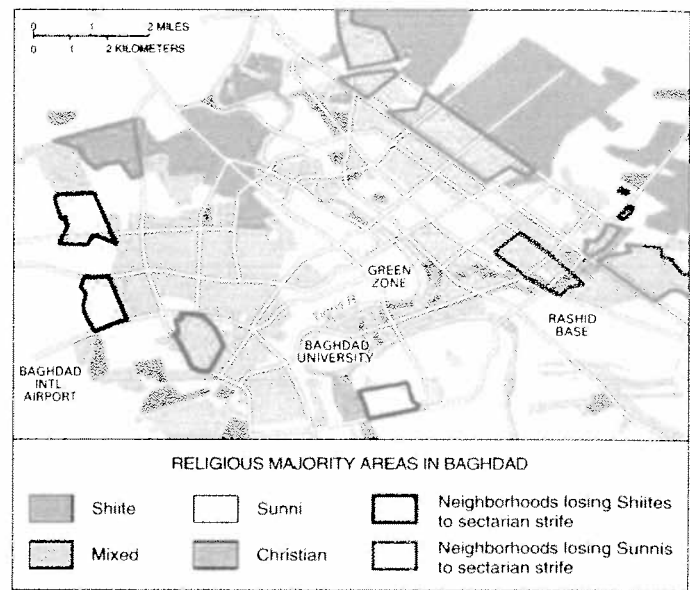 0 1 2 MILES
0 1 2 KILOMETERS
GREEN
ZONE
Tigris R.
BAGHDAD
UNIVERSITY
RASHID
BASE
BAGHDAD
INTL
AIRPORT
RELIGIOUS MAJORITY AREAS IN BAGHDAD
Shiite
Sunni
Neighborhoods losing Shiites
to sectarian strife
Mixed
Christian
Neighborhoods losing Sunnis
to sectarian strife